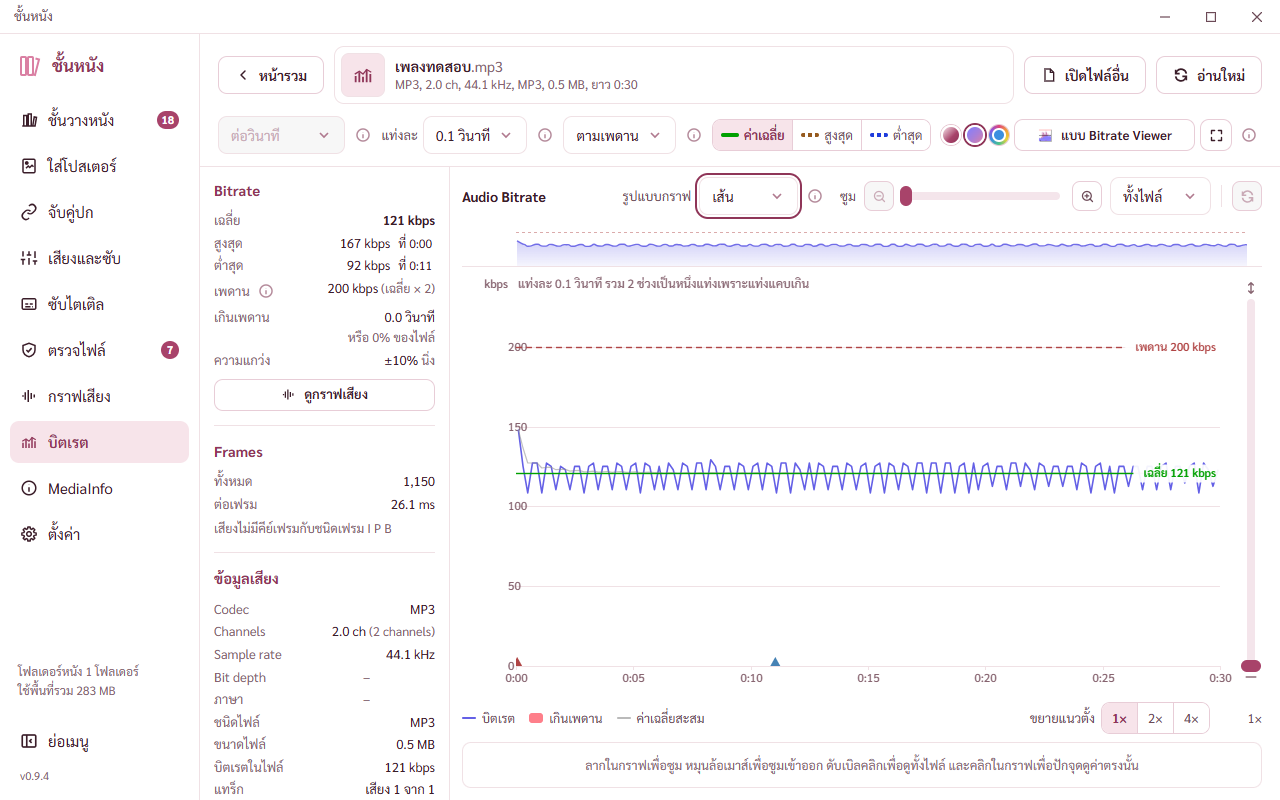 ชั้นหนัง
ชั้นหนัง
ชั้นวางหนัง 18
ใส่โปสเตอร์
จับคู่ปก
เสียงและซับ
ซับไตเติล
ตรวจไฟล์ 7
กราฟเสียง
บิตเรต
MediaInfo
ตั้งค่า
โฟลเดอร์หนัง 1 โฟลเดอร์
ใช้พื้นที่รวม 283 MB
ย่อเมนู
v0.9.4
หน้ารวม
เพลงทดสอบ.mp3
MP3, 2.0 ch, 44.1 kHz, MP3, 0.5 MB, ยาว 0:30
เปิดไฟล์อื่น
อ่านใหม่
ต่อวินาที
แท่งละ 0.1 วินาที
ตามเพดาน
ค่าเฉลี่ย
สูงสุด
ต่ำสุด
แบบ Bitrate Viewer
Bitrate
เฉลี่ย 121 kbps
สูงสุด 167 kbps ที่ 0:00
ต่ำสุด 92 kbps ที่ 0:11
เพดาน 200 kbps (เฉลี่ย × 2)
เกินเพดาน 0.0 วินาที
หรือ 0% ของไฟล์
ความแกว่ง ±10% นิ่ง
ดูกราฟเสียง
Frames
ทั้งหมด 1,150
ต่อเฟรม 26.1 ms
เสียงไม่มีคีย์เฟรมกับชนิดเฟรม I P B
ข้อมูลเสียง
Codec MP3
Channels 2.0 ch (2 channels)
Sample rate 44.1 kHz
Bit depth –
ภาษา –
ชนิดไฟล์ MP3
ขนาดไฟล์ 0.5 MB
บิตเรตในไฟล์ 121 kbps
แทร็ก เสียง 1 จาก 1
Audio Bitrate
รูปแบบกราฟ เส้น
ซูม
ทั้งไฟล์
kbps แท่งละ 0.1 วินาที รวม 2 ช่วงเป็นหนึ่งแท่งเพราะแท่งแคบเกิน
200 เพดาน 200 kbps
150
เฉลี่ย 121 kbps
100
50
0
0:00 0:05 0:10 0:15 0:20 0:25 0:30
บิตเรต เกินเพดาน ค่าเฉลี่ยสะสม
ขยายแนวตั้ง 1× 2× 4× 1×
ลากในกราฟเพื่อซูม หมุนล้อเมาส์เพื่อซูมเข้าออก ดับเบิลคลิกเพื่อดูทั้งไฟล์ และคลิกในกราฟเพื่อปักจุดดูค่าตรงนั้น